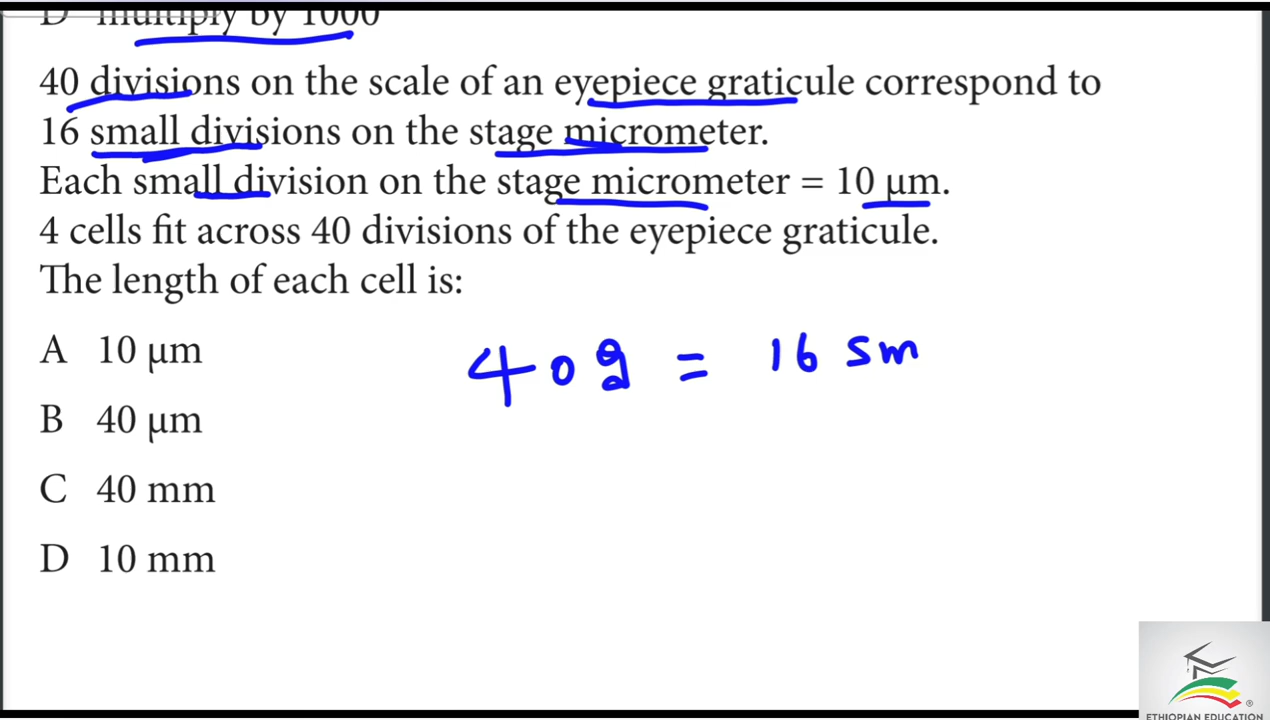 D multiply by 1000
40 divisions on the scale of an eyepiece graticule correspond to
16 small divisions on the stage micrometer.
Each small division on the stage micrometer = 10 µm.
4 cells fit across 40 divisions of the eyepiece graticule.
The length of each cell is:
A 10 µm
40 g = 16 sm
B 40 µm
C 40 mm
D 10 mm
ETHIOPIAN EDUCATION